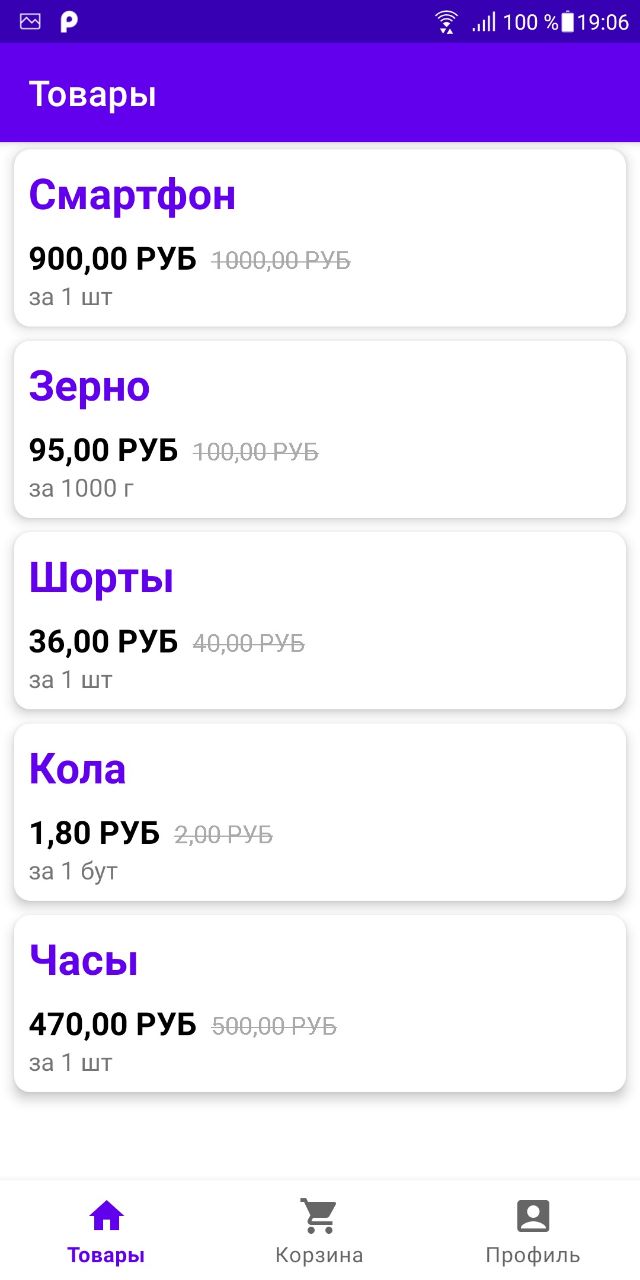 100 % 19:06
Товары
Смартфон
900,00 РУБ 1000,00 РУБ
за 1 шт
Зерно
95,00 РУБ 100,00 РУБ
за 1000 г
Шорты
36,00 РУБ 40,00 РУБ
за 1 шт
Кола
1,80 РУБ 2,00 РУБ
за 1 бут
Часы
470,00 РУБ 500,00 РУБ
за 1 шт
Товары Корзина Профиль